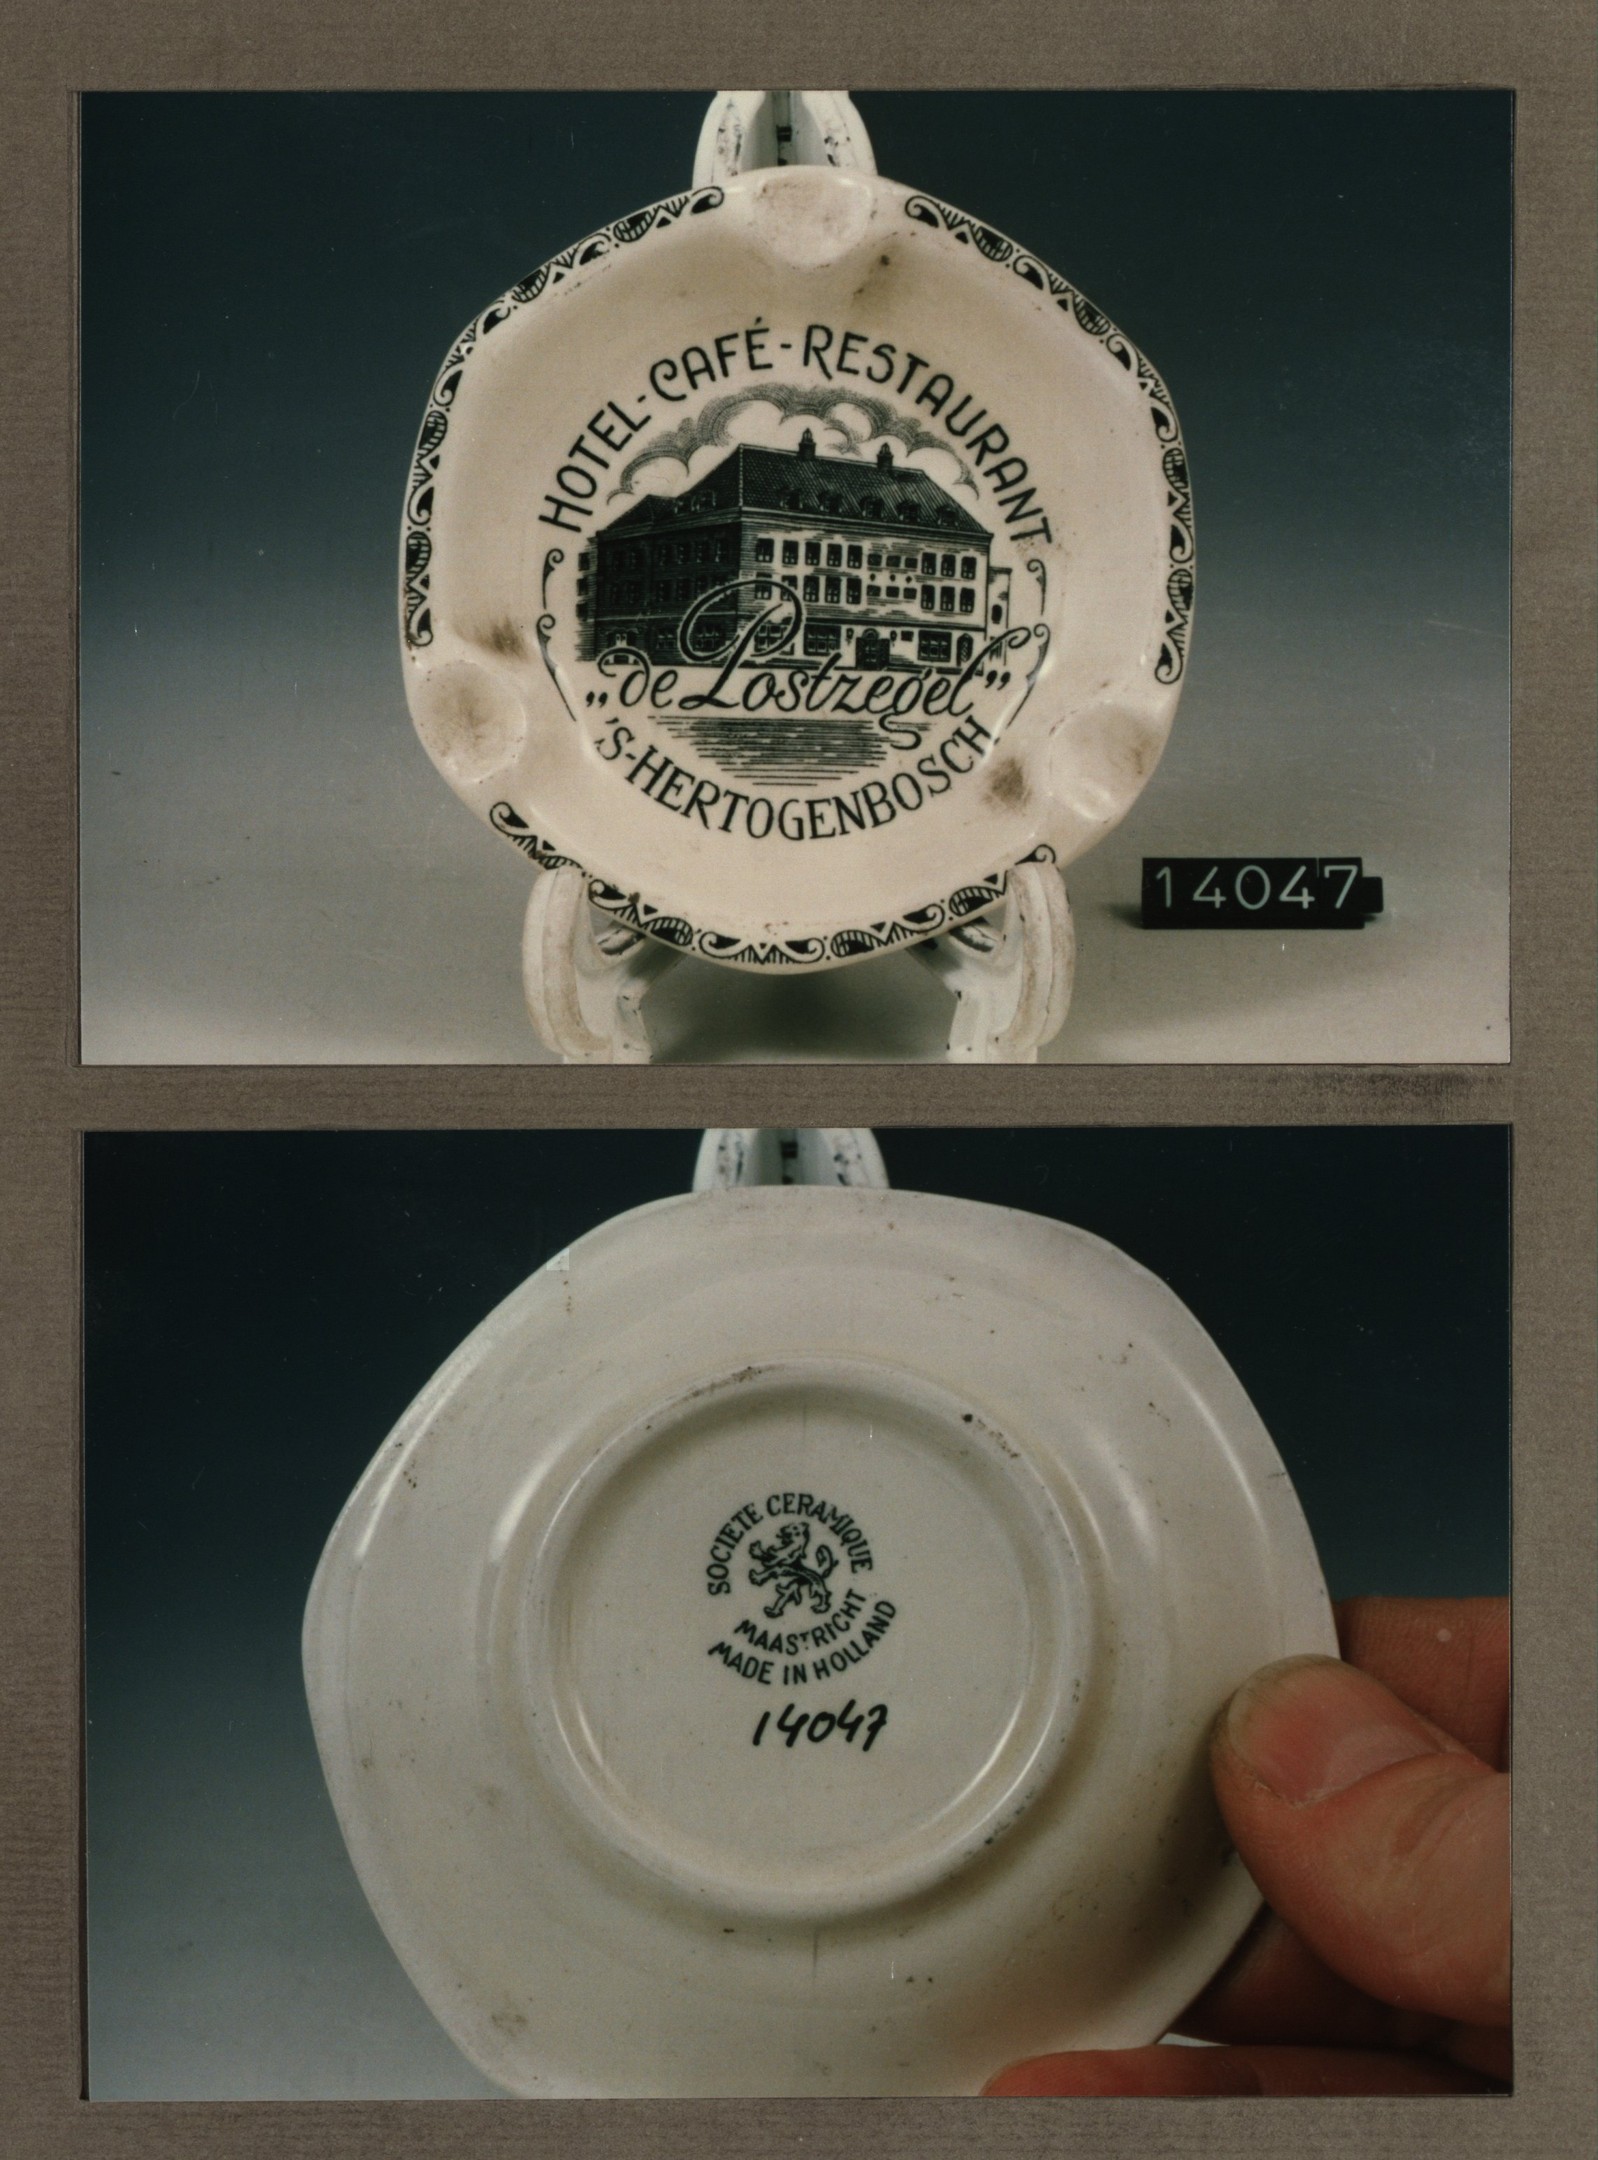 HOTEL-CAFÉ-RESTAURANT
„de Postzegel”
'S-HERTOGENBOSCH
14047
SOCIETE CERAMIQUE
MAASTRICHT
MADE IN HOLLAND
14047